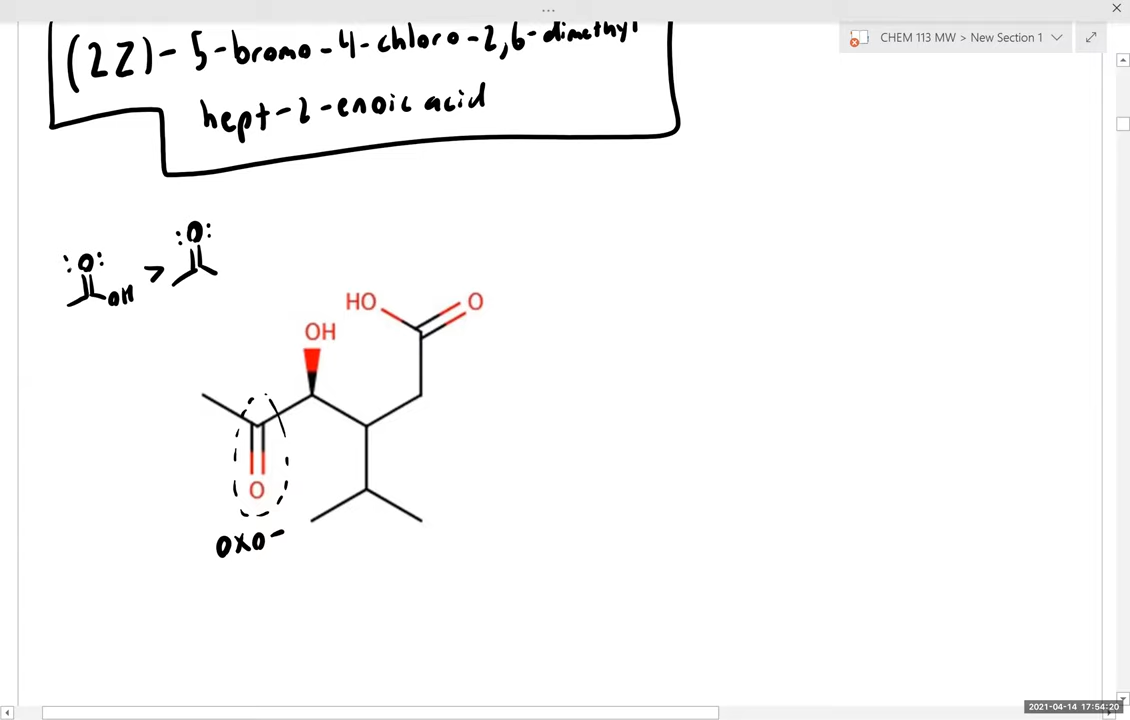 ...
CHEM 113 MW > New Section 1
(2Z)-5-bromo-4-chloro-2,6-dimethyl
hept-2-enoic acid
:O:
:O:
OH
>
HO
O
OH
O
oxo-
2021-04-14 17:54:20